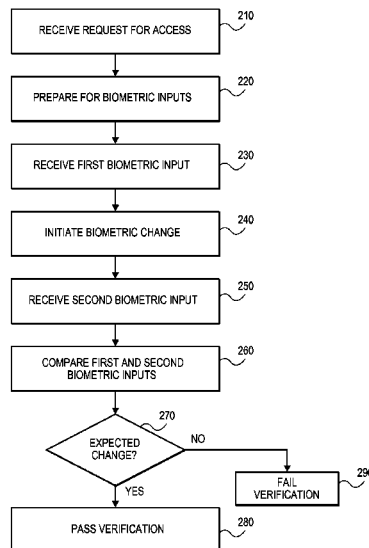 RECEIVE REQUEST FOR ACCESS
210
PREPARE FOR BIOMETRIC INPUTS
220
RECEIVE FIRST BIOMETRIC INPUT
230
INITIATE BIOMETRIC CHANGE
240
RECEIVE SECOND BIOMETRIC INPUT
250
COMPARE FIRST AND SECOND
BIOMETRIC INPUTS
260
EXPECTED
CHANGE?
270
NO
YES
FAIL
VERIFICATION
290
PASS VERIFICATION
280